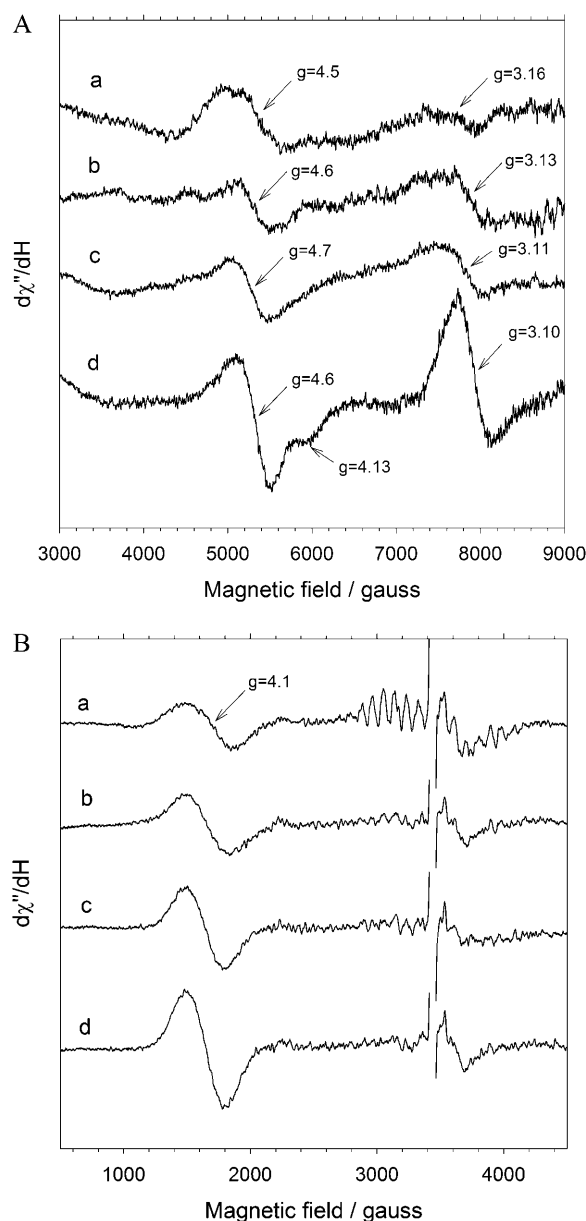 A
a
g=4.5
g=3.16
b
g=4.6
g=3.13
c
g=4.7
g=3.11
d
g=4.6
g=3.10
g=4.13
dχ"/dH
3000 4000 5000 6000 7000 8000 9000
Magnetic field / gauss
B
a
g=4.1
b
c
d
dχ"/dH
1000 2000 3000 4000
Magnetic field / gauss